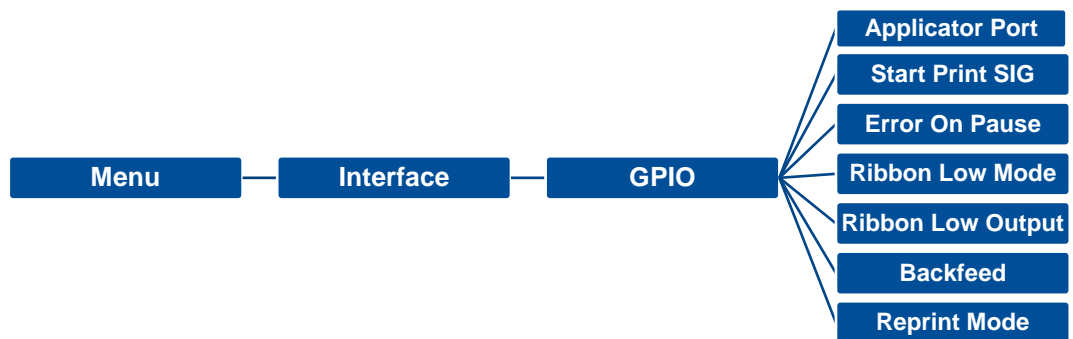 Menu
Interface
GPIO
Applicator Port
Start Print SIG
Error On Pause
Ribbon Low Mode
Ribbon Low Output
Backfeed
Reprint Mode